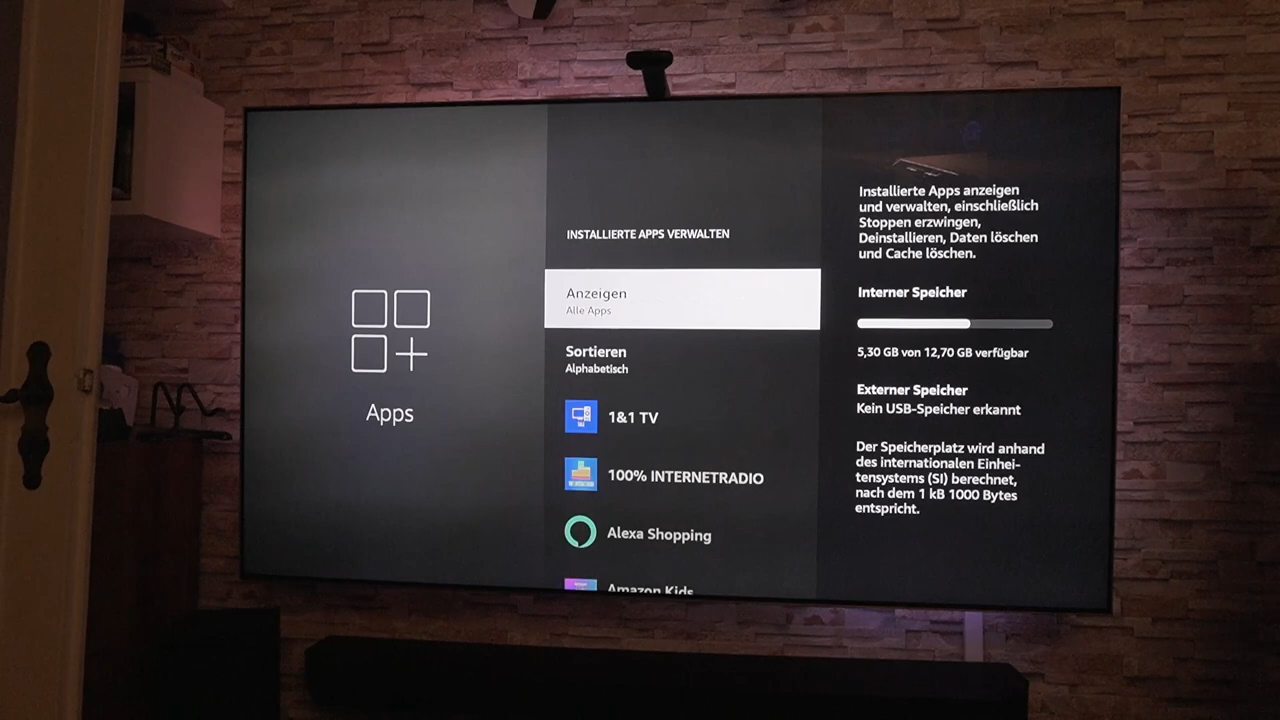 Apps
INSTALLIERTE APPS VERWALTEN
Anzeigen
Alle Apps
Sortieren
Alphabetisch
1&1 TV
100% INTERNETRADIO
Alexa Shopping
Amazon Kids
Installierte Apps anzeigen
und verwalten, einschließlich
Stoppen erzwingen,
Deinstallieren, Daten löschen
und Cache löschen.
Interner Speicher
5,30 GB von 12,70 GB verfügbar
Externer Speicher
Kein USB-Speicher erkannt
Der Speicherplatz wird anhand
des internationalen Einhei-
tensystems (SI) berechnet,
nach dem 1 kB 1000 Bytes
entspricht.